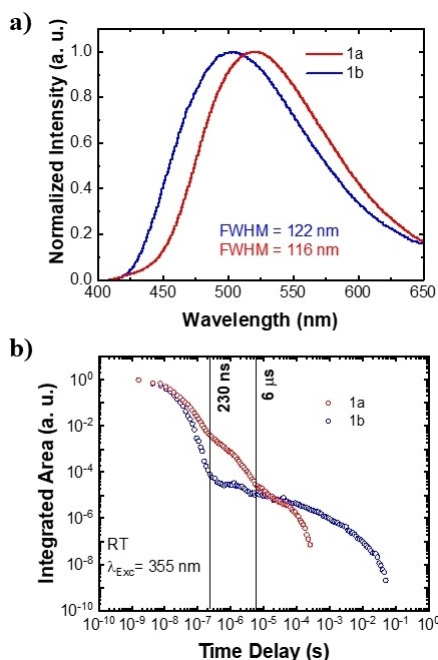 a)
Normalized Intensity (a. u.)
1.0
0.8
0.6
0.4
0.2
0.0
1a
1b
FWHM = 122 nm
FWHM = 116 nm
400 450 500 550 600 650
Wavelength (nm)
b)
Integrated Area (a. u.)
10⁰
10⁻²
10⁻⁴
10⁻⁶
10⁻⁸
10⁻¹⁰
230 ns
6 µs
1a
1b
RT
λExc= 355 nm
10⁻¹⁰ 10⁻⁹ 10⁻⁸ 10⁻⁷ 10⁻⁶ 10⁻⁵ 10⁻⁴ 10⁻³ 10⁻² 10⁻¹ 10⁰
Time Delay (s)